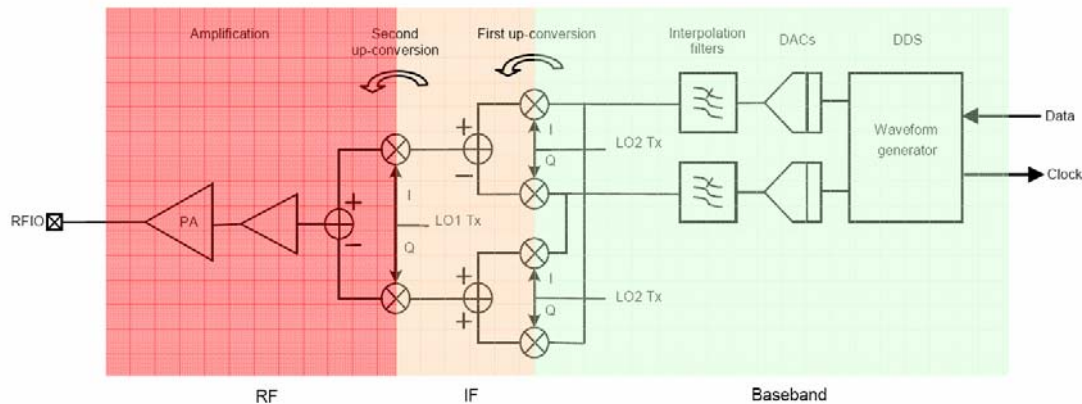 Amplification
Second
up-conversion
First up-conversion
Interpolation
filters
DACs
DDS
+
−
I
Q
LO2 Tx
Waveform
generator
Data
Clock
RFIO
PA
+
−
I
Q
LO1 Tx
+
+
I
Q
LO2 Tx
RF
IF
Baseband